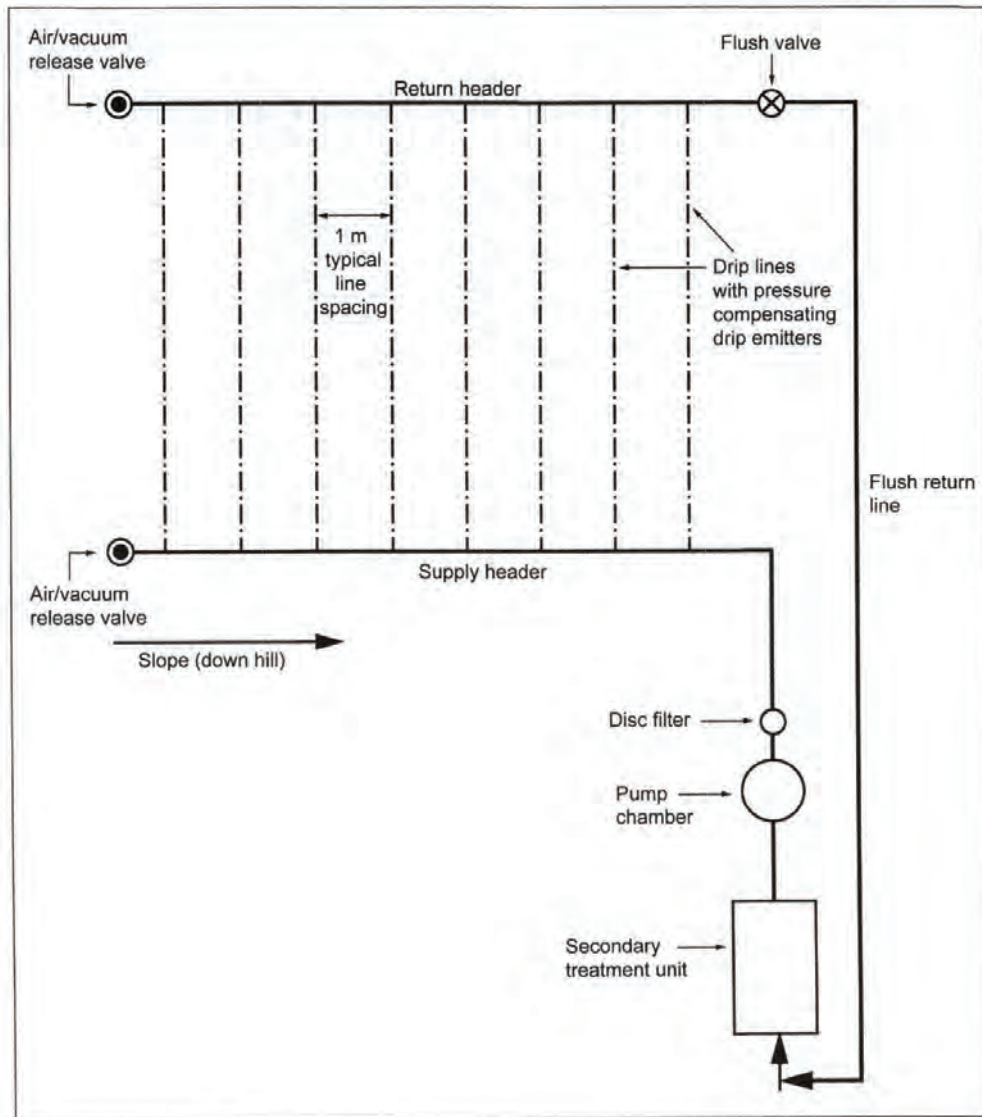 Air/vacuum
release valve
Flush valve
Return header
1 m
typical
line
spacing
Drip lines
with pressure
compensating
drip emitters
Flush return
line
Supply header
Air/vacuum
release valve
Slope (down hill)
Disc filter
Pump
chamber
Secondary
treatment unit